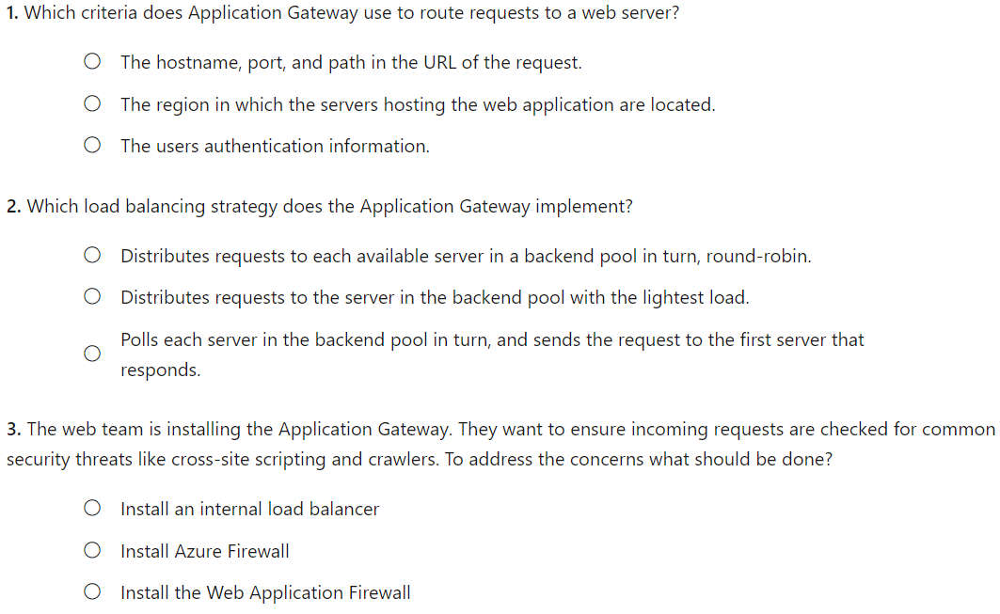 1. Which criteria does Application Gateway use to route requests to a web server?
The hostname, port, and path in the URL of the request.
The region in which the servers hosting the web application are located.
The users authentication information.
2. Which load balancing strategy does the Application Gateway implement?
Distributes requests to each available server in a backend pool in turn, round-robin.
Distributes requests to the server in the backend pool with the lightest load.
Polls each server in the backend pool in turn, and sends the request to the first server that
responds.
3. The web team is installing the Application Gateway. They want to ensure incoming requests are checked for common
security threats like cross-site scripting and crawlers. To address the concerns what should be done?
Install an internal load balancer
Install Azure Firewall
Install the Web Application Firewall